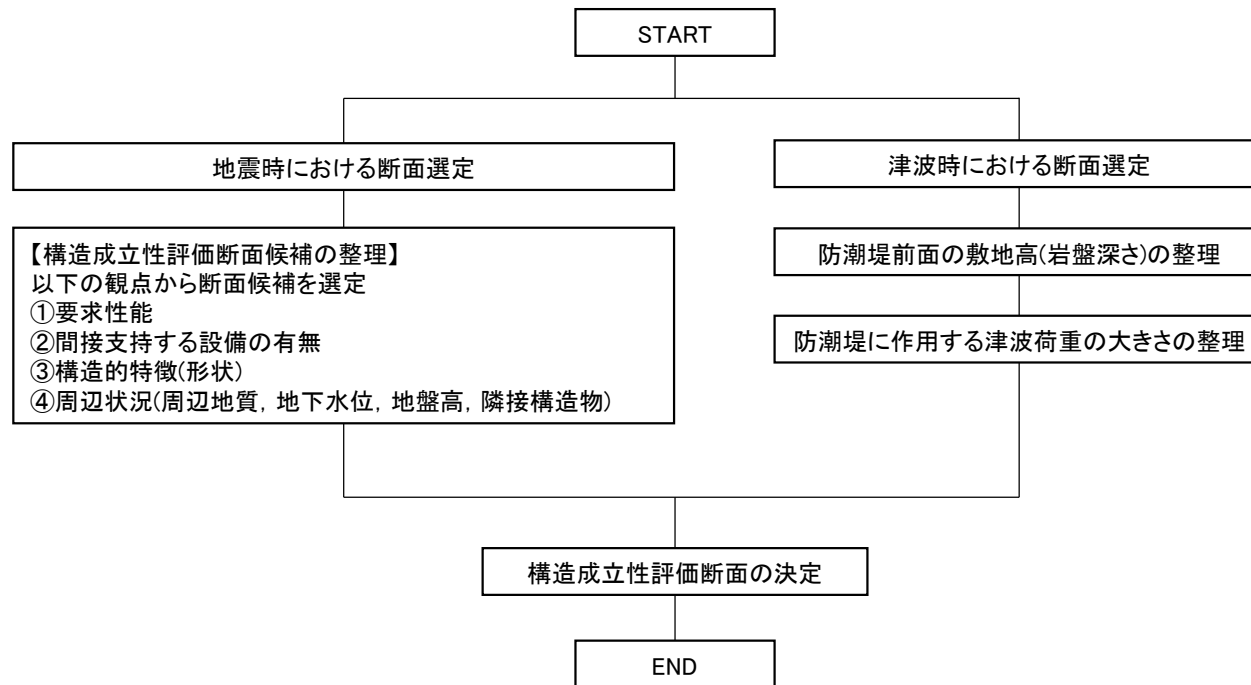 START
地震時における断面選定
【構造成立性評価断面候補の整理】
以下の観点から断面候補を選定
①要求性能
②間接支持する設備の有無
③構造的特徴(形状)
④周辺状況(周辺地質，地下水位，地盤高，隣接構造物)
津波時における断面選定
防潮堤前面の敷地高(岩盤深さ)の整理
防潮堤に作用する津波荷重の大きさの整理
構造成立性評価断面の決定
END